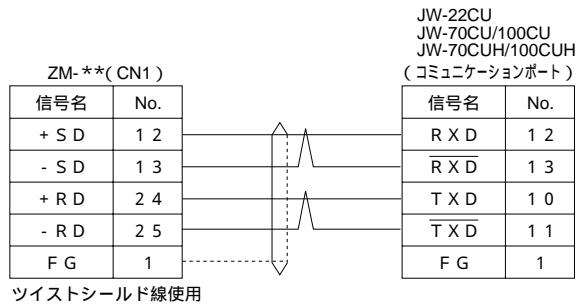 JW-22CU
JW-70CU/100CU
JW-70CUH/100CUH
ZM-**(CN1)
(コミュニケーションポート)
信号名 No. 信号名 No.
+SD 12 RXD 12
-SD 13 R̅X̅D̅ 13
+RD 24 TXD 10
-RD 25 T̅X̅D̅ 11
FG 1 FG 1
ツイストシールド線使用